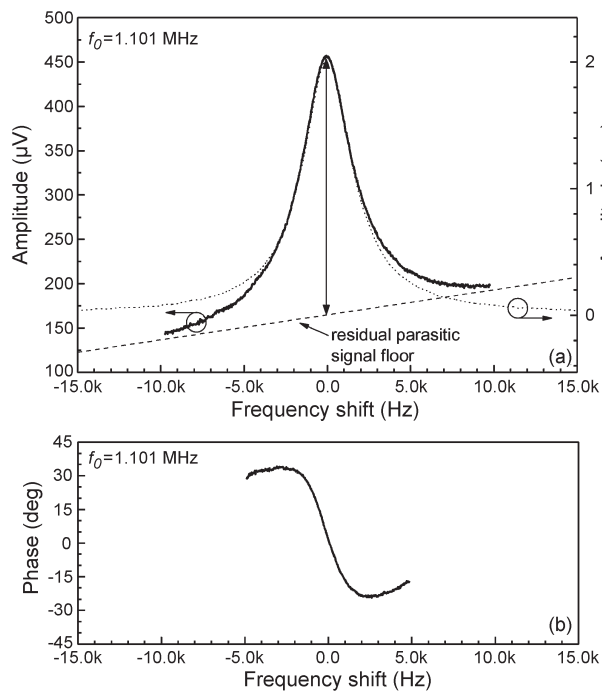 500
450
400
350
300
250
200
150
100
Amplitude (µV)
f0=1.101 MHz
2
1
0
residual parasitic
signal floor
(a)
-15.0k -10.0k -5.0k 0.0 5.0k 10.0k 15.0k
Frequency shift (Hz)
45
30
15
0
-15
-30
-45
Phase (deg)
f0=1.101 MHz
(b)
-15.0k -10.0k -5.0k 0.0 5.0k 10.0k 15.0k
Frequency shift (Hz)